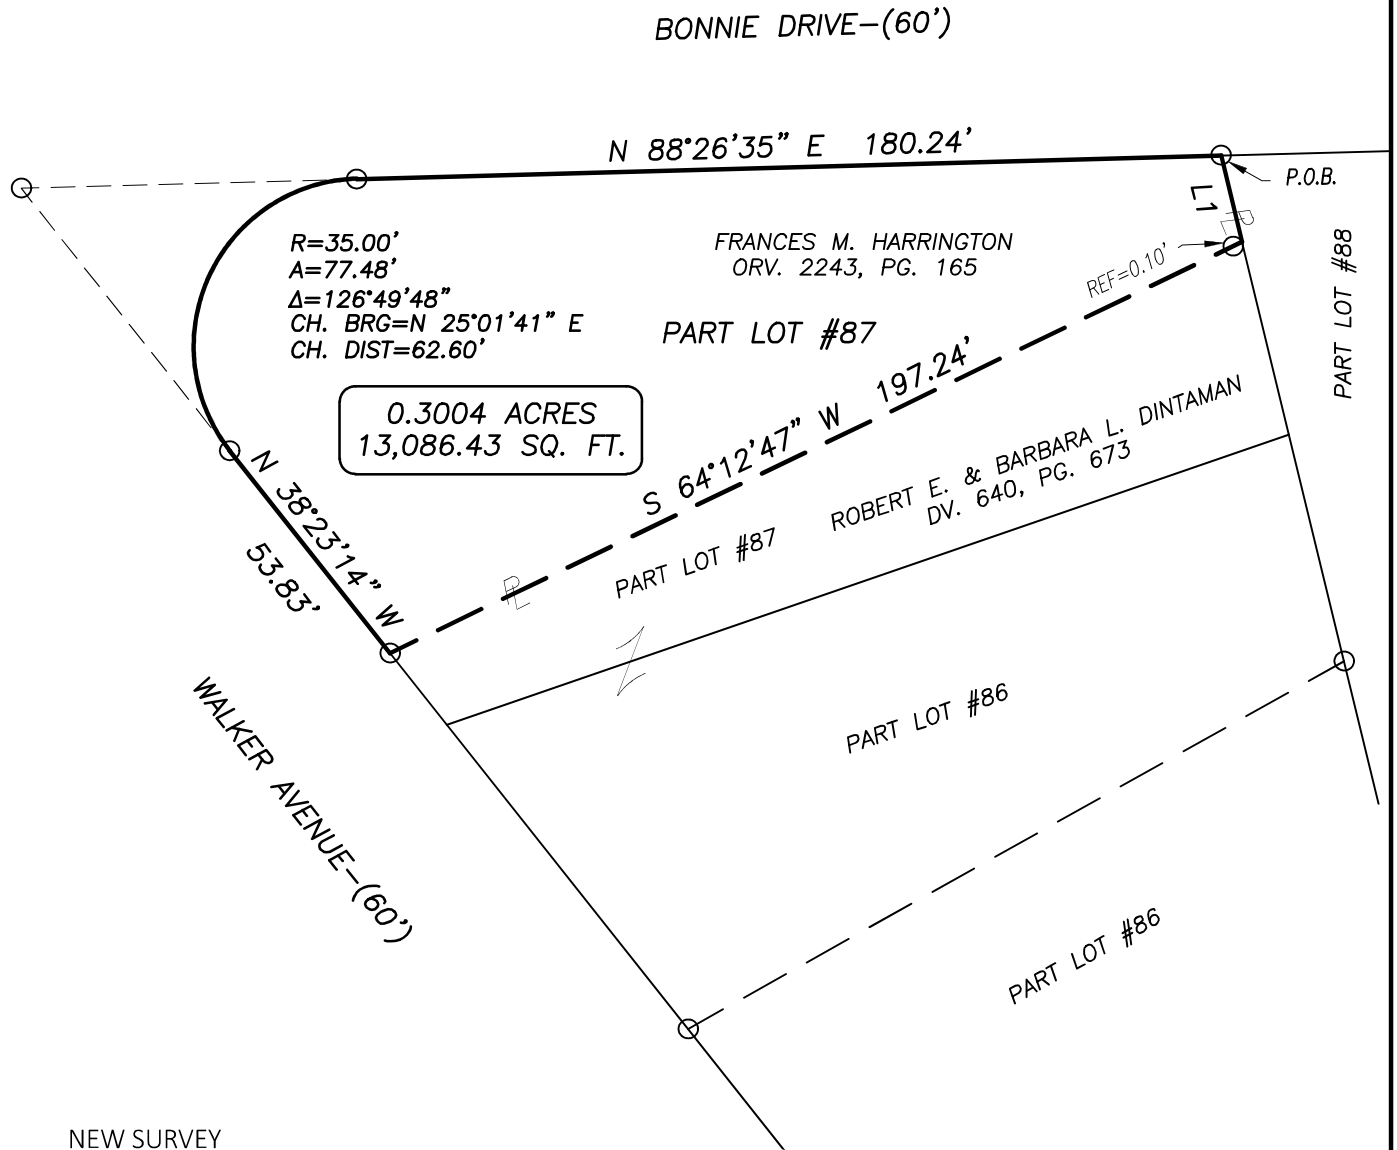 BONNIE DRIVE-(60')
N 88°26'35" E 180.24'
P.O.B.
L1
PL
R=35.00'
A=77.48'
Δ=126°49'48"
CH. BRG=N 25°01'41" E
CH. DIST=62.60'
FRANCES M. HARRINGTON
ORV. 2243, PG. 165
REF=0.10'
PART LOT #88
PART LOT #87
0.3004 ACRES
13,086.43 SQ. FT.
S 64°12'47" W 197.24'
N 38°23'14" W
53.83'
ROBERT E. & BARBARA L. DINTAMAN
DV. 640, PG. 673
PART LOT #87
PL
Z
WALKER AVENUE-(60')
PART LOT #86
PART LOT #86
NEW SURVEY